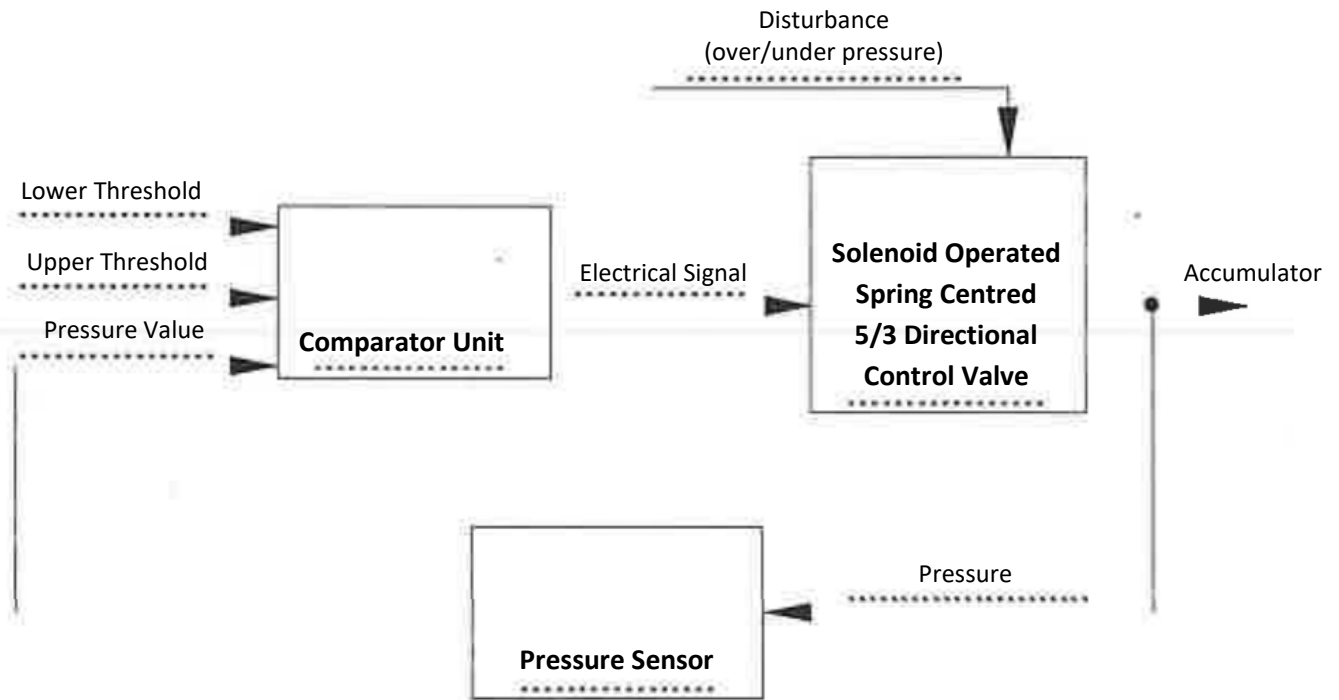 Disturbance
(over/under pressure)
Lower Threshold
Upper Threshold
Pressure Value
Comparator Unit
Electrical Signal
Solenoid Operated
Spring Centred
5/3 Directional
Control Valve
Accumulator
Pressure
Pressure Sensor